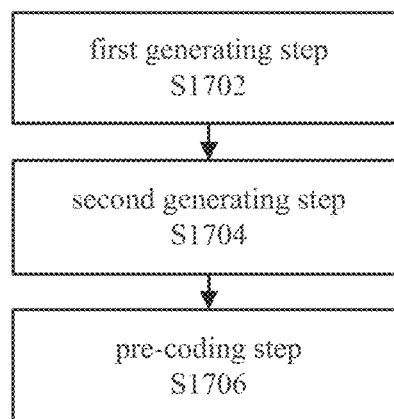 first generating step
S1702
second generating step
S1704
pre-coding step
S1706